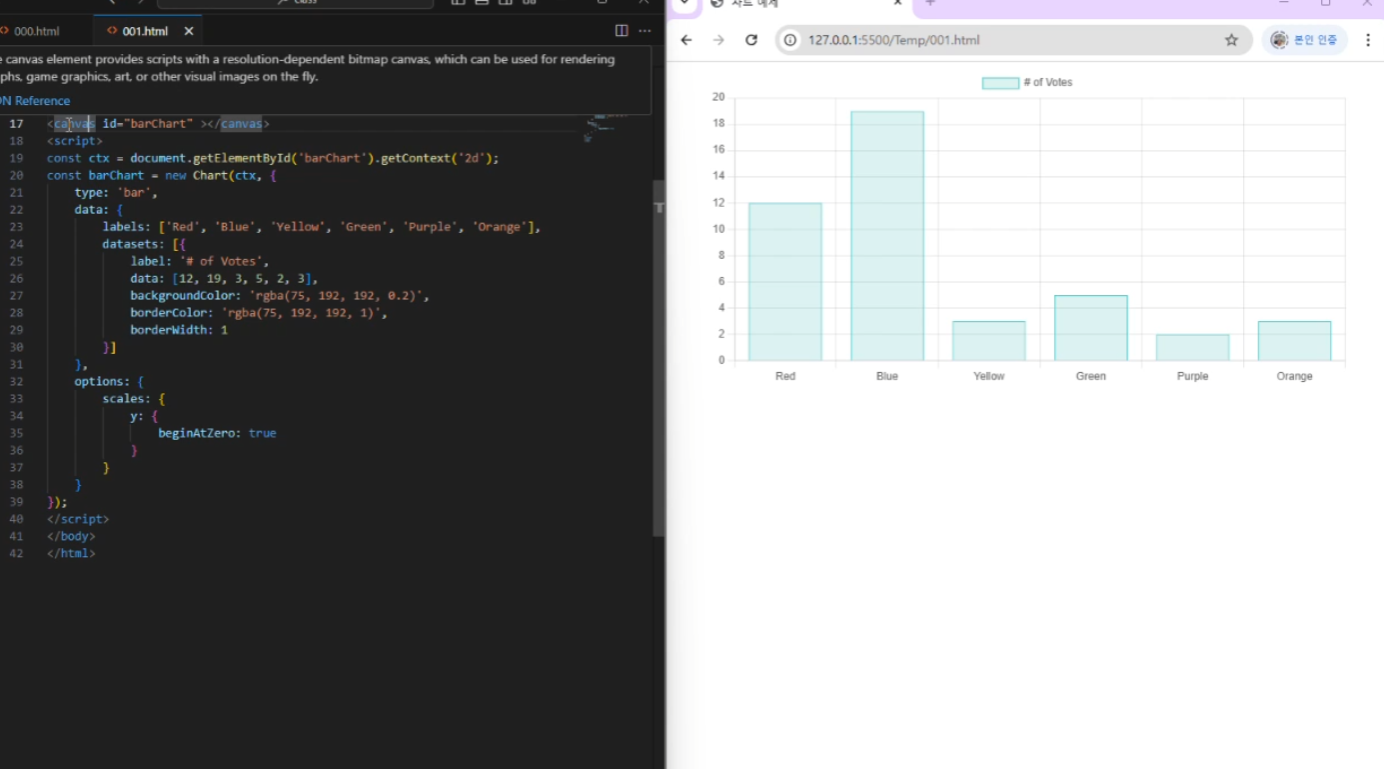 Class
000.html
001.html
e canvas element provides scripts with a resolution-dependent bitmap canvas, which can be used for rendering
phs, game graphics, art, or other visual images on the fly.
ON Reference
17 <canvas id="barChart" ></canvas>
18 <script>
19 const ctx = document.getElementById('barChart').getContext('2d');
20 const barChart = new Chart(ctx, {
21 type: 'bar',
22 data: {
23 labels: ['Red', 'Blue', 'Yellow', 'Green', 'Purple', 'Orange'],
24 datasets: [{
25 label: '# of Votes',
26 data: [12, 19, 3, 5, 2, 3],
27 backgroundColor: 'rgba(75, 192, 192, 0.2)',
28 borderColor: 'rgba(75, 192, 192, 1)',
29 borderWidth: 1
30 }]
31 },
32 options: {
33 scales: {
34 y: {
35 beginAtZero: true
36 }
37 }
38 }
39 });
40 </script>
41 </body>
42 </html>
차트 예제
127.0.0.1:5500/Temp/001.html
본인 인증
# of Votes
20
18
16
14
12
10
8
6
4
2
0
Red Blue Yellow Green Purple Orange